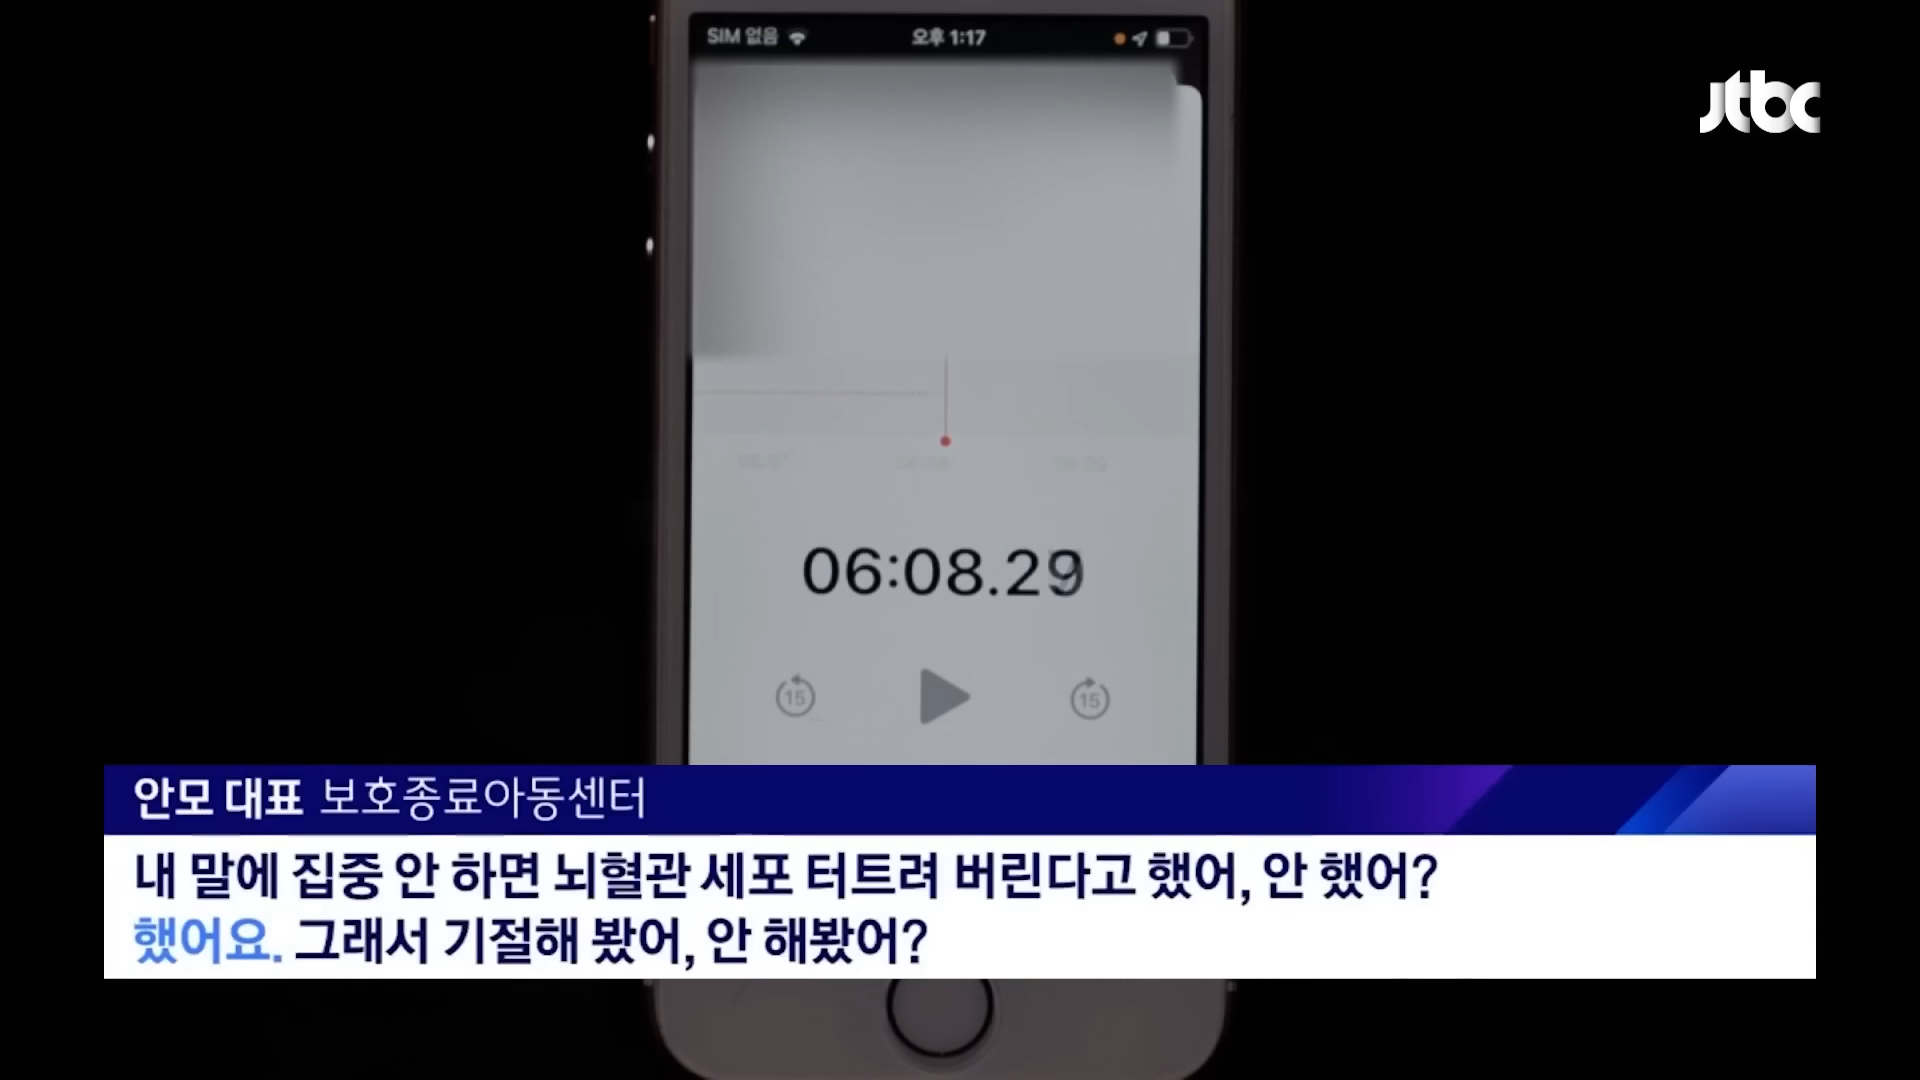 SIM 없음
오후 1:17
jtbc
06:08.29
15
15
안모 대표 보호종료아동센터
내 말에 집중 안 하면 뇌혈관 세포 터트려 버린다고 했어, 안 했어?
했어요. 그래서 기절해 봤어, 안 해봤어?